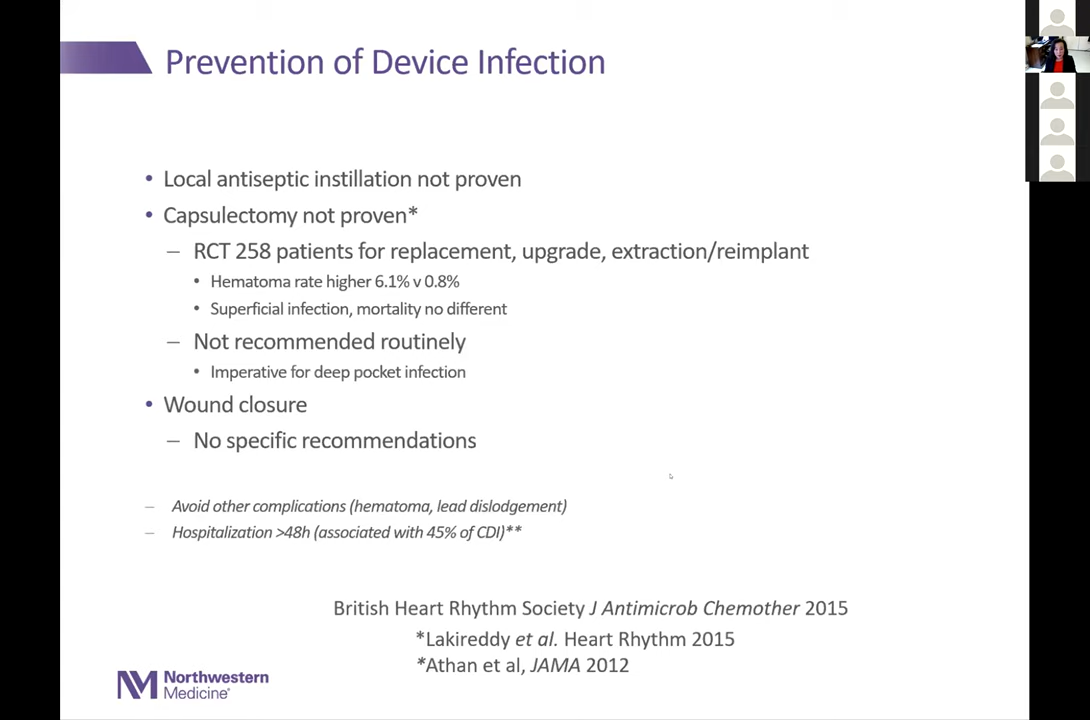 Prevention of Device Infection
• Local antiseptic instillation not proven
• Capsulectomy not proven*
– RCT 258 patients for replacement, upgrade, extraction/reimplant
• Hematoma rate higher 6.1% v 0.8%
• Superficial infection, mortality no different
– Not recommended routinely
• Imperative for deep pocket infection
• Wound closure
– No specific recommendations
– Avoid other complications (hematoma, lead dislodgement)
– Hospitalization >48h (associated with 45% of CDI)**
British Heart Rhythm Society J Antimicrob Chemother 2015
*Lakireddy et al. Heart Rhythm 2015
*Athan et al, JAMA 2012
NM Northwestern
Medicine®